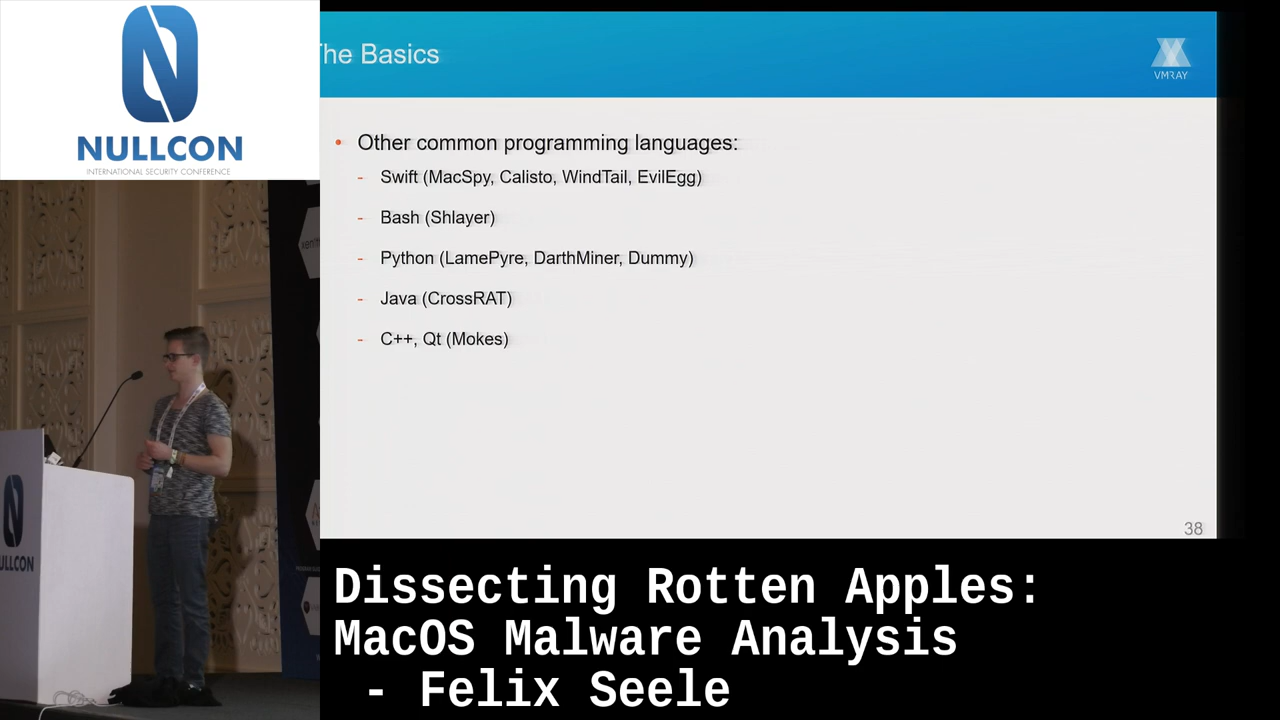 NULLCON
INTERNATIONAL SECURITY CONFERENCE
The Basics
VMRAY
• Other common programming languages:
- Swift (MacSpy, Calisto, WindTail, EvilEgg)
- Bash (Shlayer)
- Python (LamePyre, DarthMiner, Dummy)
- Java (CrossRAT)
- C++, Qt (Mokes)
38
NULLCON
Dissecting Rotten Apples:
MacOS Malware Analysis
- Felix Seele